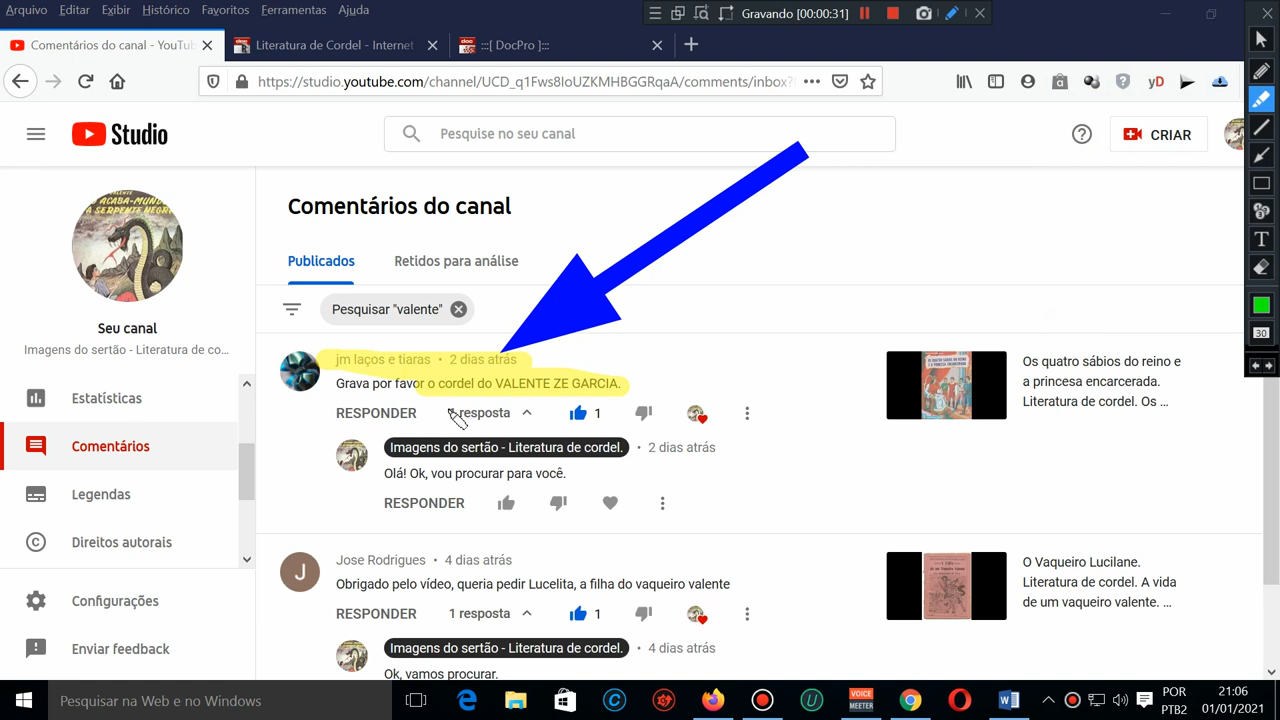 Arquivo Editar Exibir Histórico Favoritos Ferramentas Ajuda
Gravando (00:00:31)
Comentários do canal - YouTu
Literatura de Cordel - Internet
:::[ DocPro ]:::
https://studio.youtube.com/channel/UCD_q1Fws8IoUZKMHBGGRqaA/comments/inbox?
yD
Studio
Pesquise no seu canal
CRIAR
VALENTE
O ACABA-MUNDO
A SERPENTE NEGRA
Seu canal
Imagens do sertão - Literatura de co...
Estatísticas
Comentários
Legendas
Direitos autorais
Configurações
Enviar feedback
Comentários do canal
Publicados
Retidos para análise
Pesquisar "valente"
jm laços e tiaras • 2 dias atrás
Grava por favor o cordel do VALENTE ZE GARCIA.
RESPONDER
resposta
1
Imagens do sertão - Literatura de cordel. • 2 dias atrás
Olá! Ok, vou procurar para você.
RESPONDER
Os quatro sábios do reino e
a princesa encarcerada.
Literatura de cordel. Os ...
J
Jose Rodrigues • 4 dias atrás
Obrigado pelo vídeo, queria pedir Lucelita, a filha do vaqueiro valente
RESPONDER
1 resposta
1
Imagens do sertão - Literatura de cordel. • 4 dias atrás
Ok, vamos procurar.
O Vaqueiro Lucilane.
Literatura de cordel. A vida
de um vaqueiro valente. ...
T
30
Pesquisar na Web e no Windows
VOICE
MEETER
POR
PTB2
21:06
01/01/2021